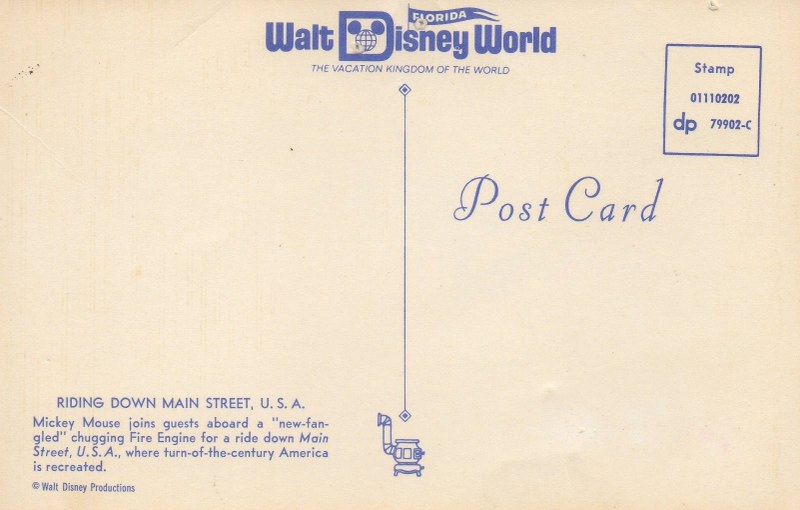 FLORIDA
Walt Disney World
THE VACATION KINGDOM OF THE WORLD
Stamp
01110202
dp 79902-C
Post Card
RIDING DOWN MAIN STREET, U. S. A.
Mickey Mouse joins guests aboard a "new-fan-
gled" chugging Fire Engine for a ride down Main
Street, U. S. A., where turn-of-the-century America
is recreated.
© Walt Disney Productions